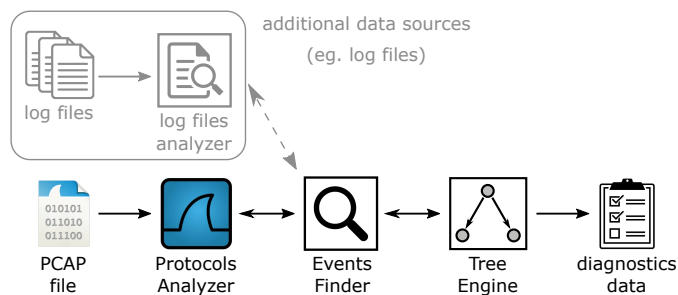 additional data sources
(eg. log files)
log files
log files
analyzer
010101
011010
011100
PCAP
file
Protocols
Analyzer
Events
Finder
Tree
Engine
diagnostics
data